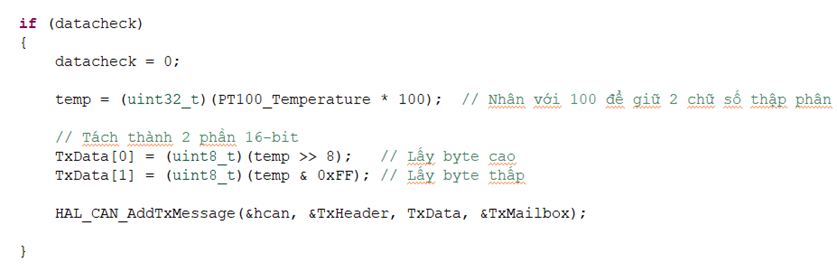 if (datacheck)
{
datacheck = 0;
temp = (uint32_t)(PT100_Temperature * 100);  // Nhân với 100 để giữ 2 chữ số thập phân
// Tách thành 2 phần 16-bit
TxData[0] = (uint8_t)(temp >> 8);   // Lấy byte cao
TxData[1] = (uint8_t)(temp & 0xFF); // Lấy byte thấp
HAL_CAN_AddTxMessage(&hcan, &TxHeader, TxData, &TxMailbox);
}